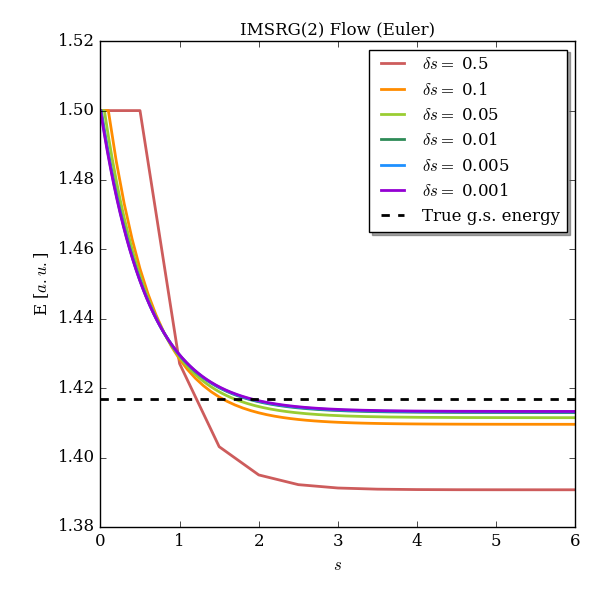 IMSRG(2) Flow (Euler)
1.52
1.50
1.48
1.46
1.44
1.42
1.40
1.38
E [a.u.]
δs = 0.5
δs = 0.1
δs = 0.05
δs = 0.01
δs = 0.005
δs = 0.001
True g.s. energy
0 1 2 3 4 5 6
s